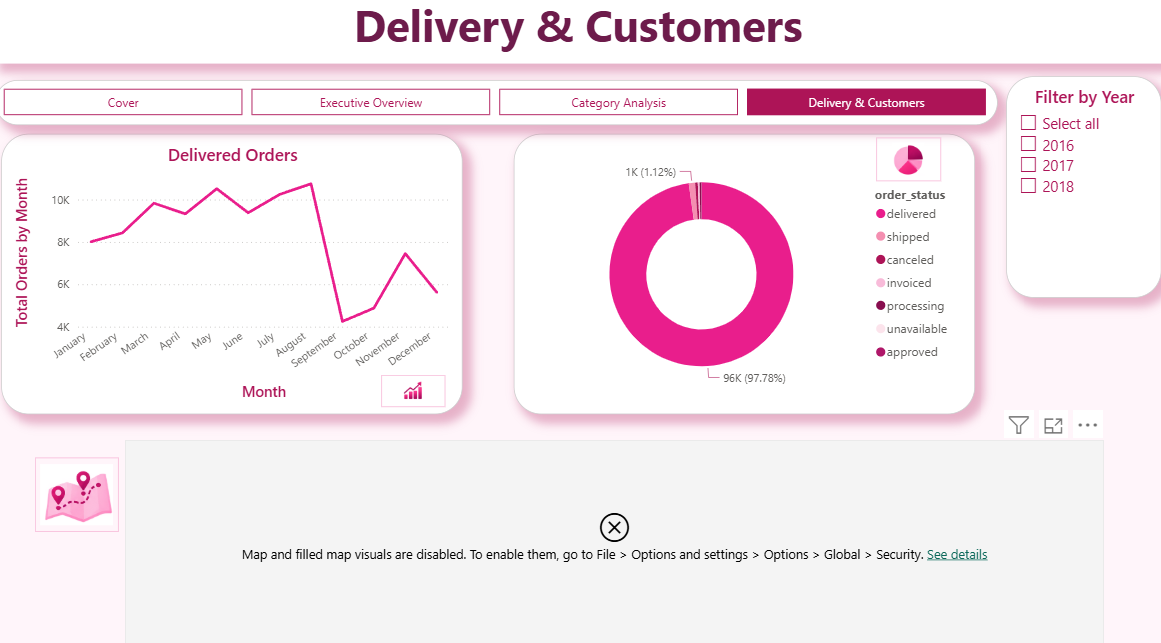 Delivery & Customers
Cover
Executive Overview
Category Analysis
Delivery & Customers
Filter by Year
Select all
2016
2017
2018
Delivered Orders
Total Orders by Month
10K
8K
6K
4K
January
February
March
April
May
June
July
August
September
October
November
December
Month
1K (1.12%)
96K (97.78%)
order_status
delivered
shipped
canceled
invoiced
processing
unavailable
approved
Map and filled map visuals are disabled. To enable them, go to File > Options and settings > Options > Global > Security. See details